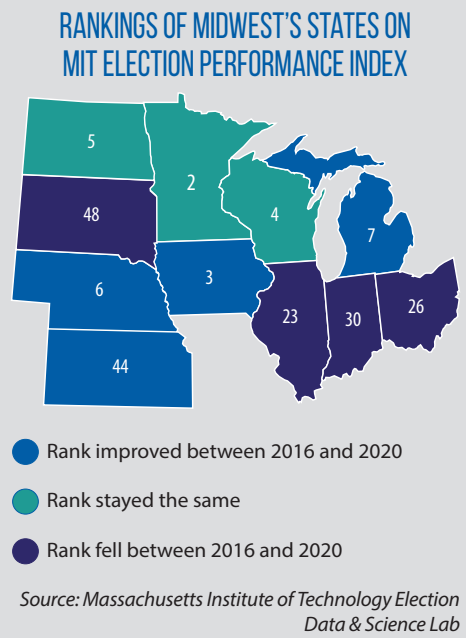 RANKINGS OF MIDWEST'S STATES ON
MIT ELECTION PERFORMANCE INDEX
5
2
48
4
7
6
3
23
30
26
44
Rank improved between 2016 and 2020
Rank stayed the same
Rank fell between 2016 and 2020
Source: Massachusetts Institute of Technology Election
Data & Science Lab